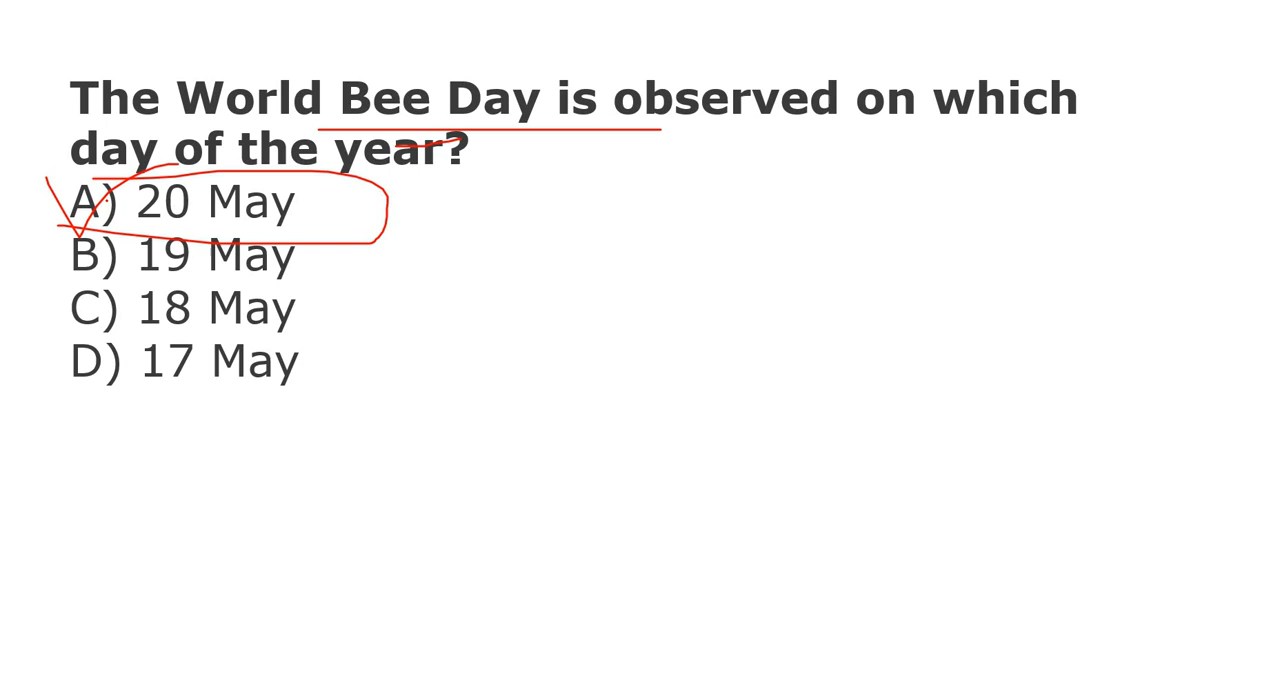 The World Bee Day is observed on which
day of the year?
A) 20 May
B) 19 May
C) 18 May
D) 17 May